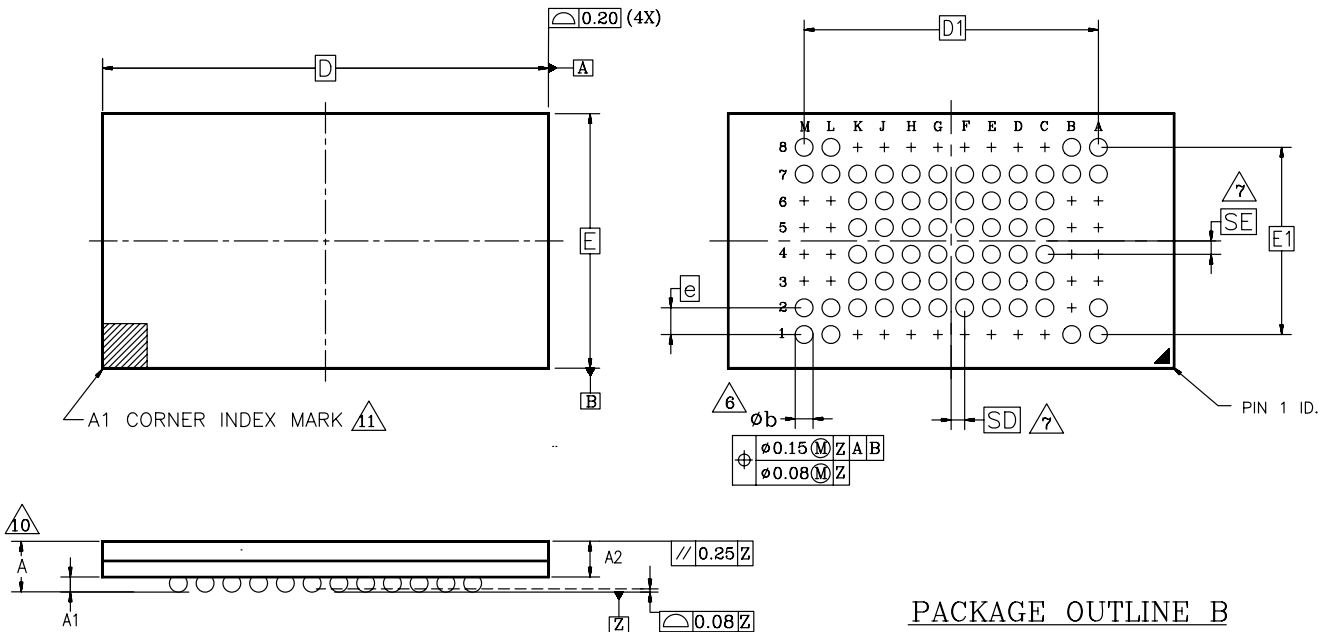 ⌓ 0.20 (4X)
D
A
E
B
A1 CORNER INDEX MARK 11
D1
M L K J H G F E D C B A
8
7
6
5
4
3
2
1
7
SE
E1
e
6
øb
SD 7
PIN 1 ID.
⌖ ø0.15 Ⓜ Z A B
ø0.08 Ⓜ Z
10
A
A1
A2
// 0.25 Z
Z
⌓ 0.08 Z
PACKAGE OUTLINE B